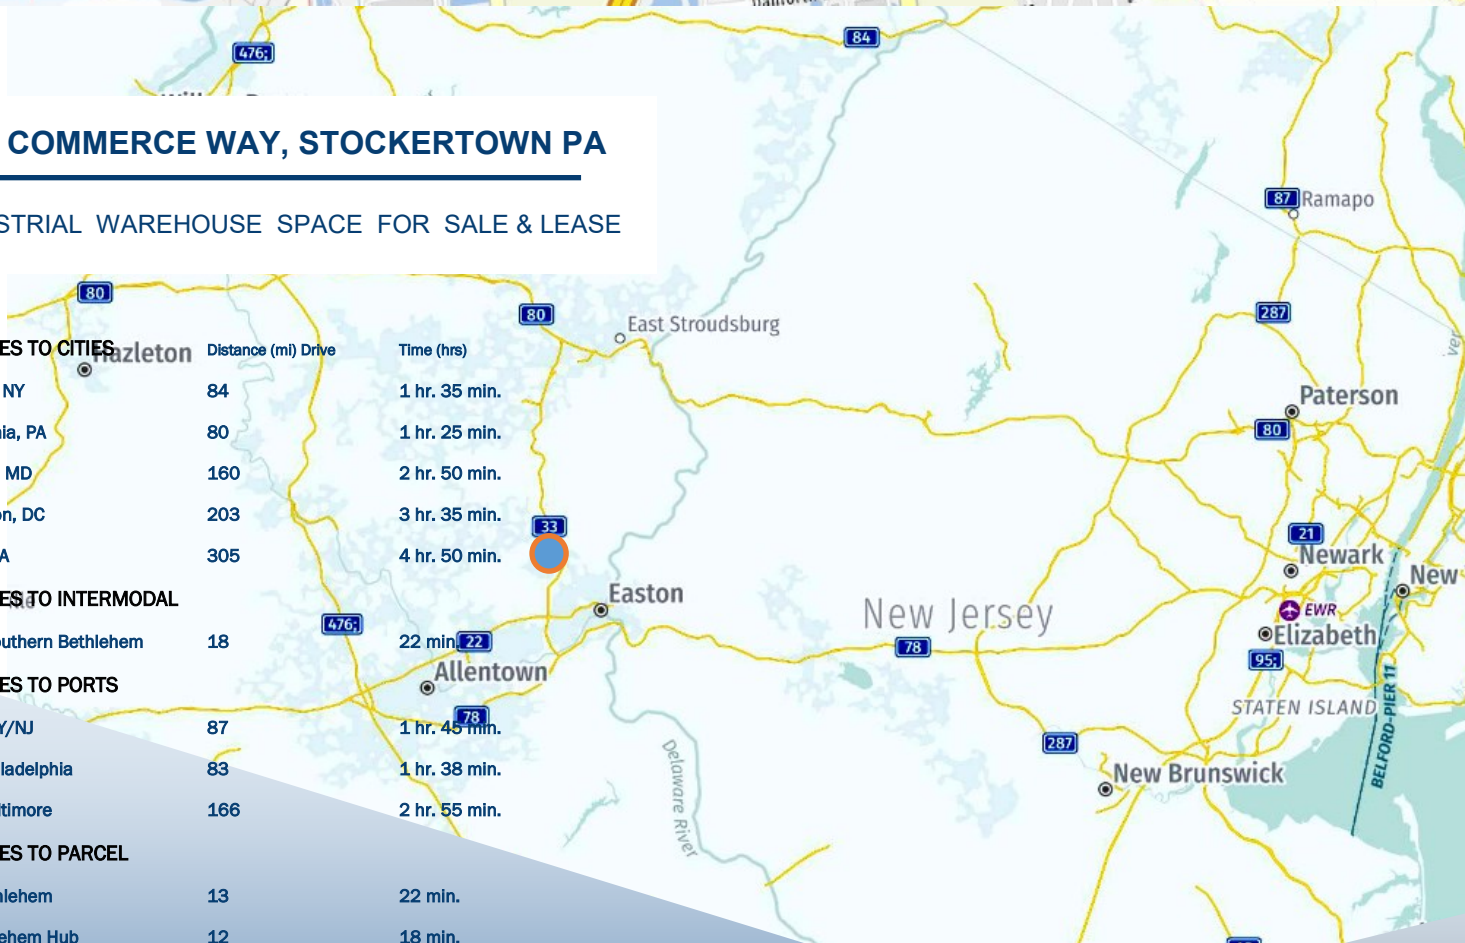 84
476;
COMMERCE WAY, STOCKERTOWN PA
STRIAL WAREHOUSE SPACE FOR SALE & LEASE
87 Ramapo
80
80
287
East Stroudsburg
ES TO CITIES Hazleton Distance (mi) Drive Time (hrs)
NY 84 1 hr. 35 min.
Paterson
nia, PA 80 1 hr. 25 min.
80
MD 160 2 hr. 50 min.
on, DC 203 3 hr. 35 min.
33
21
A 305 4 hr. 50 min.
Newark
New
Easton
ES TO INTERMODAL
EWR
New Jersey
476;
outhern Bethlehem 18 22 min.
22
Elizabeth
78
95;
Allentown
ES TO PORTS
STATEN ISLAND
BELFORD-PIER 11
78
Y/NJ 87 1 hr. 45 min.
287
ladelphia 83 1 hr. 38 min.
New Brunswick
Delaware River
ltimore 166 2 hr. 55 min.
ES TO PARCEL
hlehem 13 22 min.
ehem Hub 12 18 min.